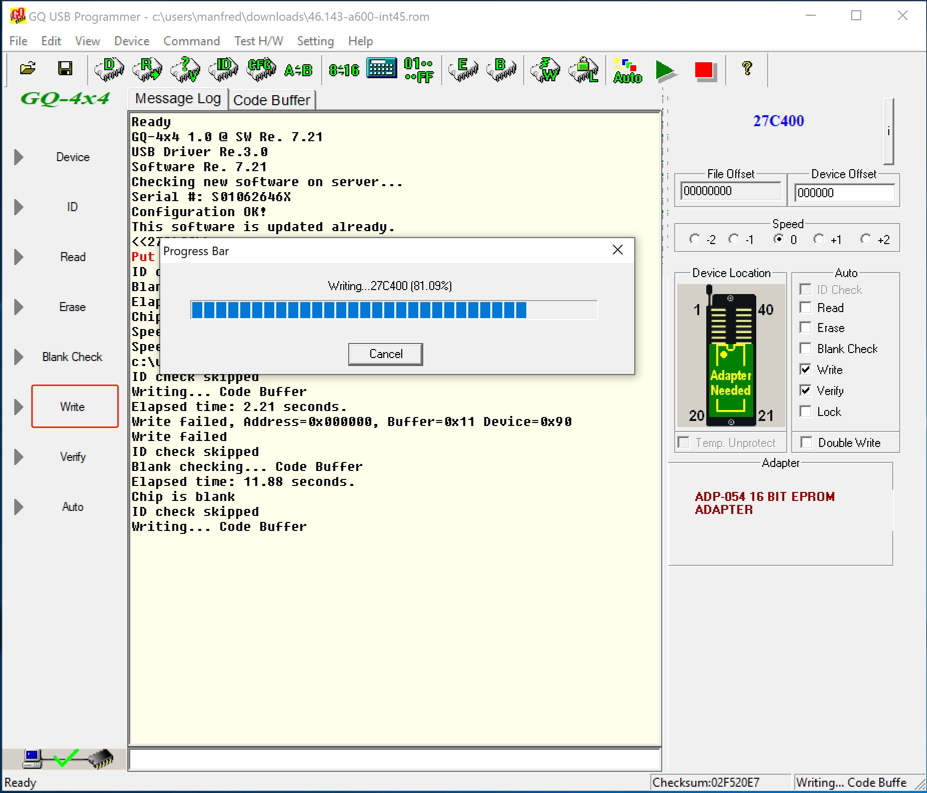 GQ USB Programmer - c:\users\manfred\downloads\46.143-a600-int45.rom
File Edit View Device Command Test H/W Setting Help
D R V ID CFG A↔B 8↔16 01·· ··FF E B W L Auto ?
GQ-4x4
Message Log Code Buffer
Device
ID
Read
Erase
Blank Check
Write
Verify
Auto
Ready
GQ-4x4 1.0 @ SW Re. 7.21
USB Driver Re.3.0
Software Re. 7.21
Checking new software on server...
Serial #: S01062646X
Configuration OK!
This software is updated already.
<<27
Put
ID
Blan
Elap
Chip
Spee
Spee
c:\u
ID check skipped
Writing... Code Buffer
Elapsed time: 2.21 seconds.
Write failed, Address=0x000000, Buffer=0x11 Device=0x90
Write failed
ID check skipped
Blank checking... Code Buffer
Elapsed time: 11.88 seconds.
Chip is blank
ID check skipped
Writing... Code Buffer
Progress Bar
Writing...27C400 (81.09%)
Cancel
27C400
i
File Offset
00000000
Device Offset
000000
Speed
-2 -1 0 +1 +2
Device Location
1 40
Adapter
Needed
20 21
Temp. Unprotect
Auto
ID Check
Read
Erase
Blank Check
Write
Verify
Lock
Double Write
Adapter
ADP-054 16 BIT EPROM
ADAPTER
Ready
Checksum:02F520E7
Writing... Code Buffe